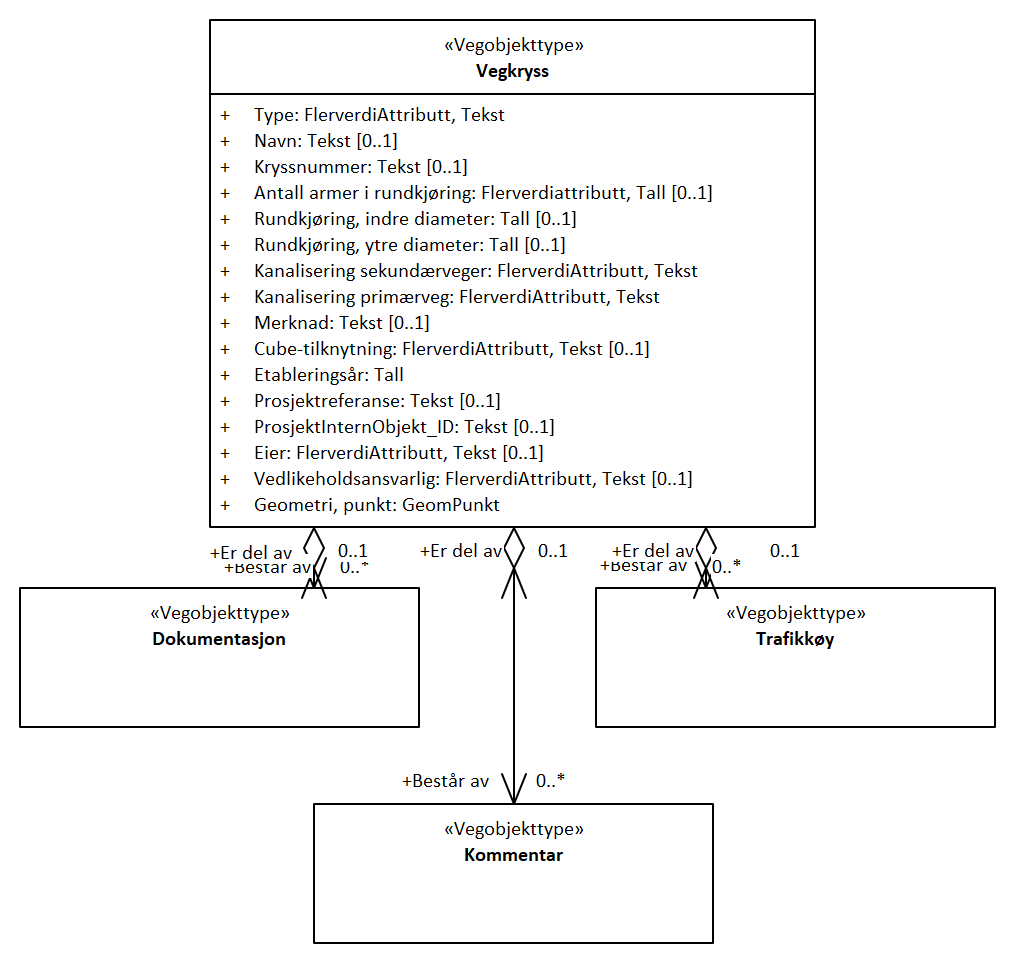 «Vegobjekttype»
Vegkryss
+ Type: FlerverdiAttributt, Tekst
+ Navn: Tekst [0..1]
+ Kryssnummer: Tekst [0..1]
+ Antall armer i rundkjøring: Flerverdiattributt, Tall [0..1]
+ Rundkjøring, indre diameter: Tall [0..1]
+ Rundkjøring, ytre diameter: Tall [0..1]
+ Kanalisering sekundærveger: FlerverdiAttributt, Tekst
+ Kanalisering primærveg: FlerverdiAttributt, Tekst
+ Merknad: Tekst [0..1]
+ Cube-tilknytning: FlerverdiAttributt, Tekst [0..1]
+ Etableringsår: Tall
+ Prosjektreferanse: Tekst [0..1]
+ ProsjektInternObjekt_ID: Tekst [0..1]
+ Eier: FlerverdiAttributt, Tekst [0..1]
+ Vedlikeholdsansvarlig: FlerverdiAttributt, Tekst [0..1]
+ Geometri, punkt: GeomPunkt
+Er del av 0..1 +Er del av 0..1 +Er del av 0..1
+Består av 0..* +Består av 0..*
«Vegobjekttype» «Vegobjekttype»
Dokumentasjon Trafikkøy
+Består av 0..*
«Vegobjekttype»
Kommentar